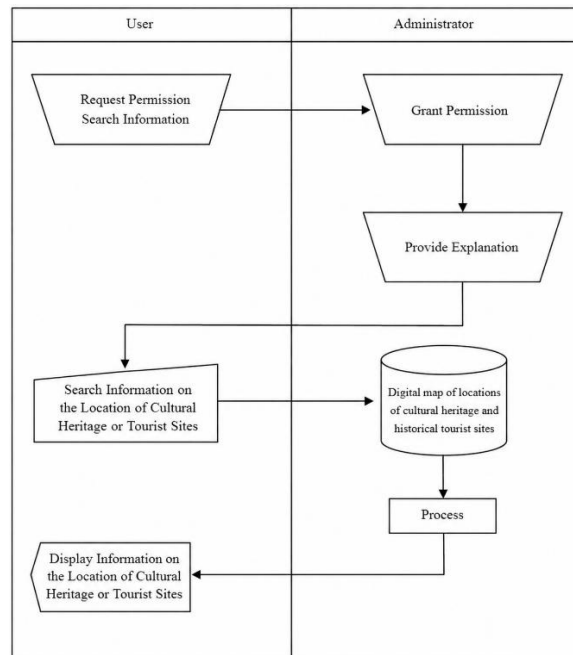 User
Administrator
Request Permission
Search Information
Grant Permission
Provide Explanation
Search Information on
the Location of Cultural
Heritage or Tourist Sites
Digital map of locations
of cultural heritage and
historical tourist sites
Process
Display Information on
the Location of Cultural
Heritage or Tourist Sites